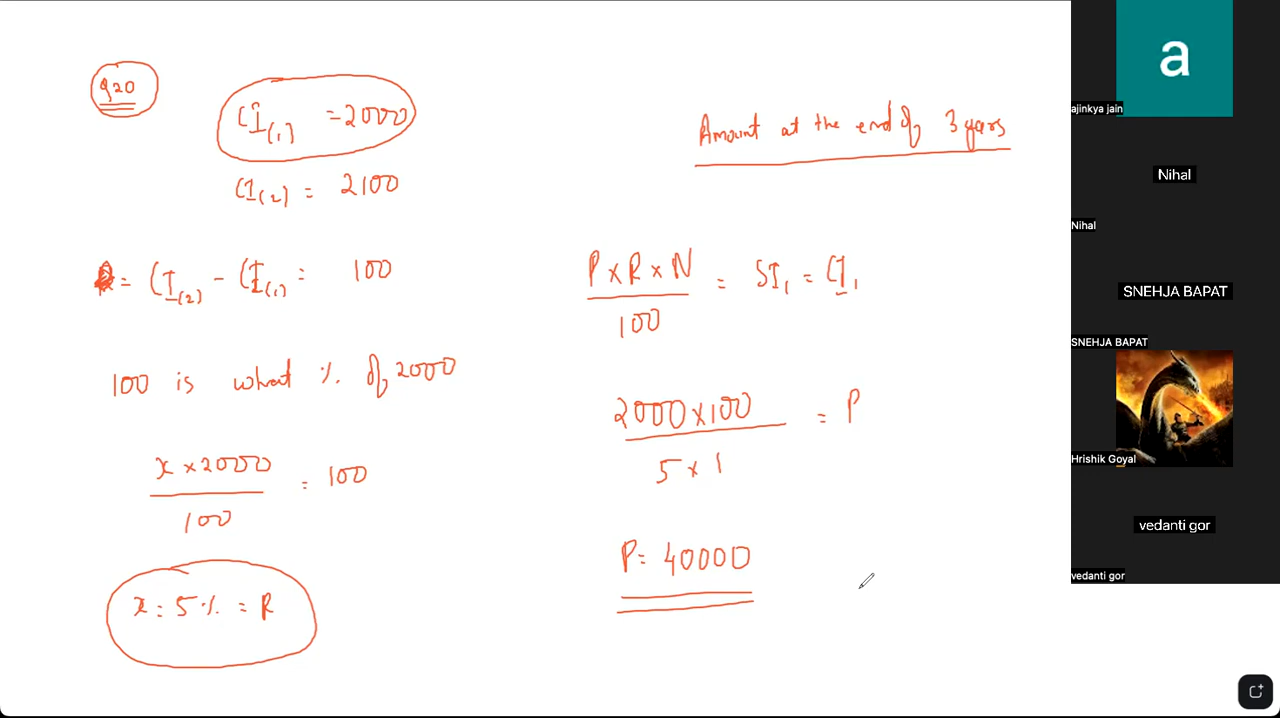 Q20
CI(1) = 2000
CI(2) = 2100
= CI(2) - CI(1) = 100
100 is what % of 2000
x × 2000
100
= 100
x = 5% = R
Amount at the end of 3 years
P × R × N
100
= SI1 = CI1
2000 × 100
5 × 1
= P
P = 40000
a
ajinkya jain
Nihal
Nihal
SNEHJA BAPAT
SNEHJA BAPAT
Hrishik Goyal
vedanti gor
vedanti gor